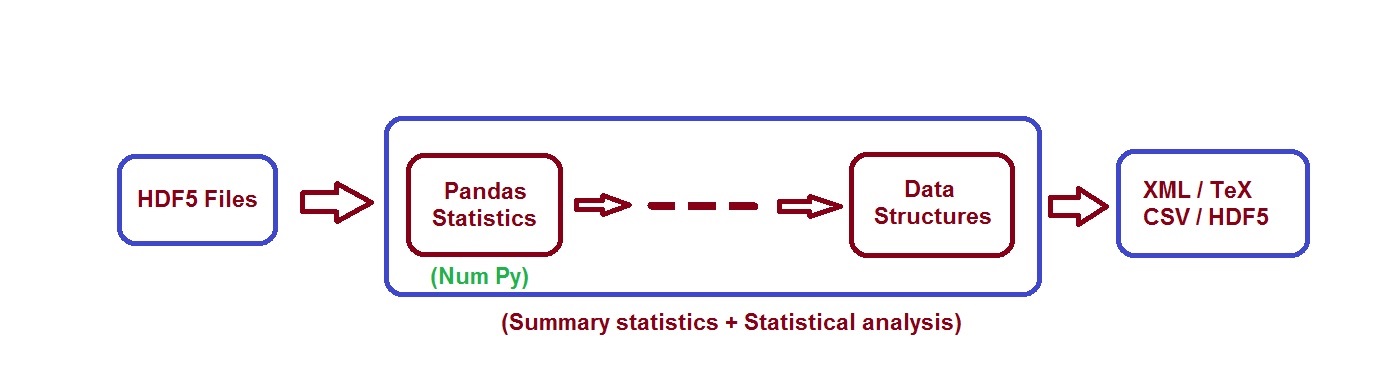 HDF5 Files
Pandas
Statistics
(Num Py)
Data
Structures
XML / TeX
CSV / HDF5
(Summary statistics + Statistical analysis)